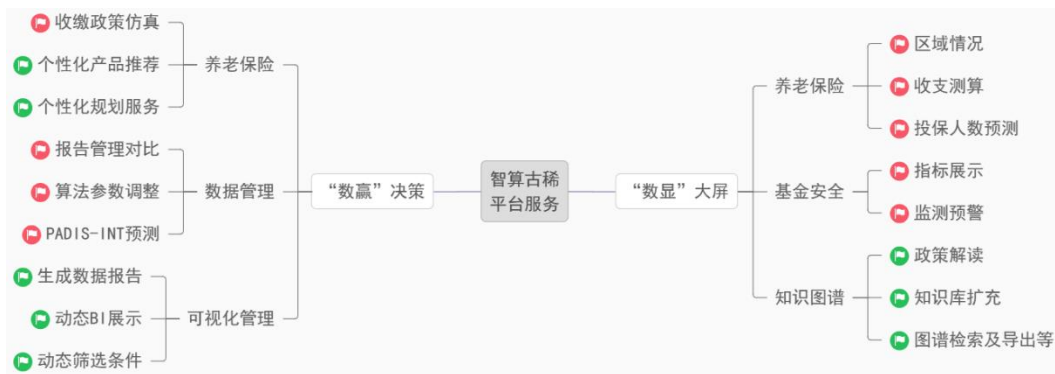 收缴政策仿真
个性化产品推荐
个性化规划服务
养老保险
报告管理对比
算法参数调整
PADIS-INT预测
数据管理
生成数据报告
动态BI展示
动态筛选条件
可视化管理
“数赢”决策
智算古稀
平台服务
“数显”大屏
养老保险
区域情况
收支测算
投保人数预测
基金安全
指标展示
监测预警
知识图谱
政策解读
知识库扩充
图谱检索及导出等